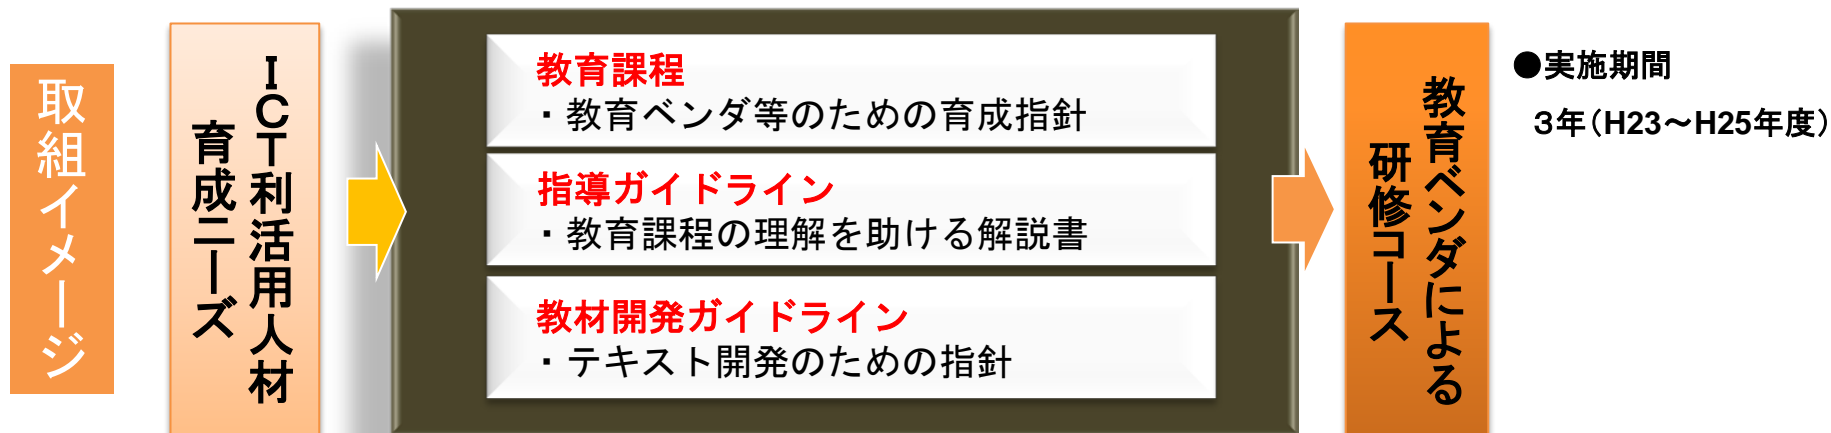 取組イメージ
ＩＣＴ利活用人材
育成ニーズ
教育課程
・教育ベンダ等のための育成指針
指導ガイドライン
・教育課程の理解を助ける解説書
教材開発ガイドライン
・テキスト開発のための指針
教育ベンダによる
研修コース
●実施期間
３年（H23～H25年度）